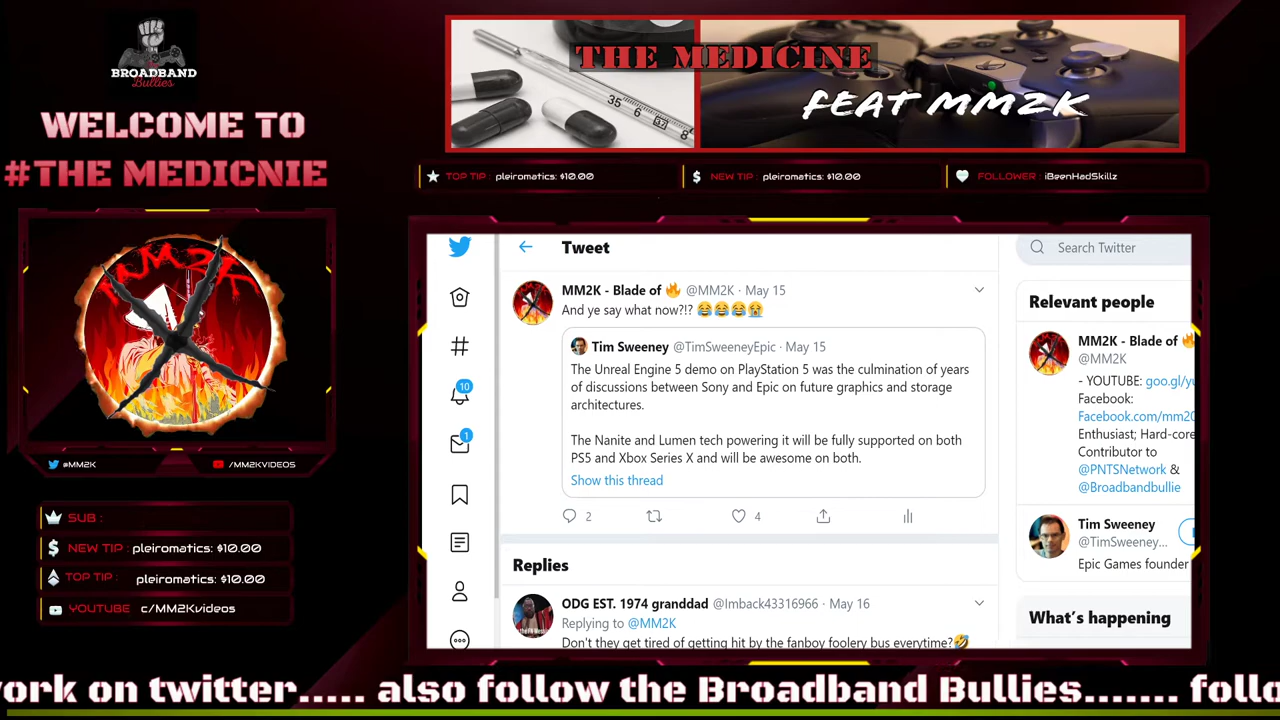 BROADBAND
Bullies
WELCOME TO
#THE MEDICNIE
MM2K
@MM2K
/MM2KVIDEOS
SUB :
NEW TIP : pleiromatics: $10.00
TOP TIP : pleiromatics: $10.00
YOUTUBE c/MM2Kvideos
THE MEDICINE
FEAT MM2K
35
6
37
8
TOP TIP : pleiromatics: $10.00
NEW TIP : pleiromatics: $10.00
FOLLOWER : iBeenHadSkillz
Tweet
Search Twitter
10
1
MM2K - Blade of 🔥 @MM2K · May 15
And ye say what now?!? 😂😂😂😭
Tim Sweeney @TimSweeneyEpic · May 15
The Unreal Engine 5 demo on PlayStation 5 was the culmination of years
of discussions between Sony and Epic on future graphics and storage
architectures.
The Nanite and Lumen tech powering it will be fully supported on both
PS5 and Xbox Series X and will be awesome on both.
Show this thread
2
4
Replies
ODG EST. 1974 granddad @Imback43316966 · May 16
Replying to @MM2K
Don't they get tired of getting hit by the fanboy foolery bus everytime?🤣
Relevant people
MM2K - Blade of 🔥
@MM2K
- YOUTUBE: goo.gl/yu
Facebook:
Facebook.com/mm20
Enthusiast; Hard-core
Contributor to
@PNTSNetwork &
@Broadbandbullie
Tim Sweeney
@TimSweeney...
Epic Games founder
What's happening
work on twitter..... also follow the Broadband Bullies....... follo